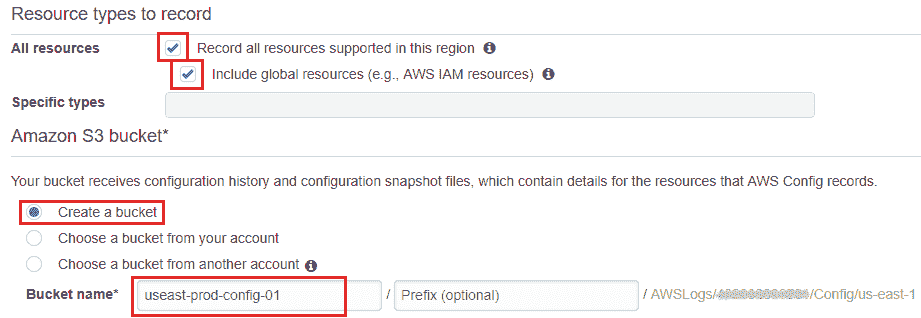 Resource types to record
All resources Record all resources supported in this region
Include global resources (e.g., AWS IAM resources)
Specific types
Amazon S3 bucket*
Your bucket receives configuration history and configuration snapshot files, which contain details for the resources that AWS Config records.
Create a bucket
Choose a bucket from your account
Choose a bucket from another account
Bucket name* useast-prod-config-01 / Prefix (optional) / AWSLogs/ /Config/us-east-1